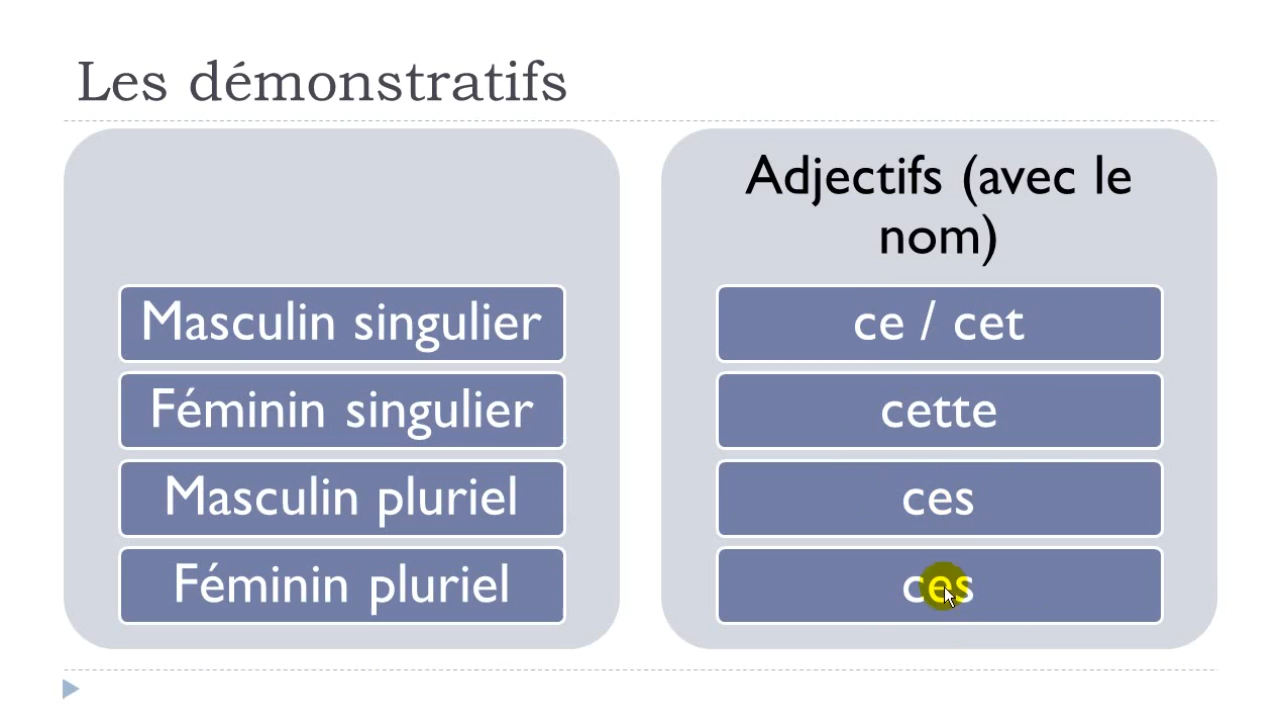 Les démonstratifs
Adjectifs (avec le
nom)
Masculin singulier
ce / cet
Féminin singulier
cette
Masculin pluriel
ces
Féminin pluriel
ces